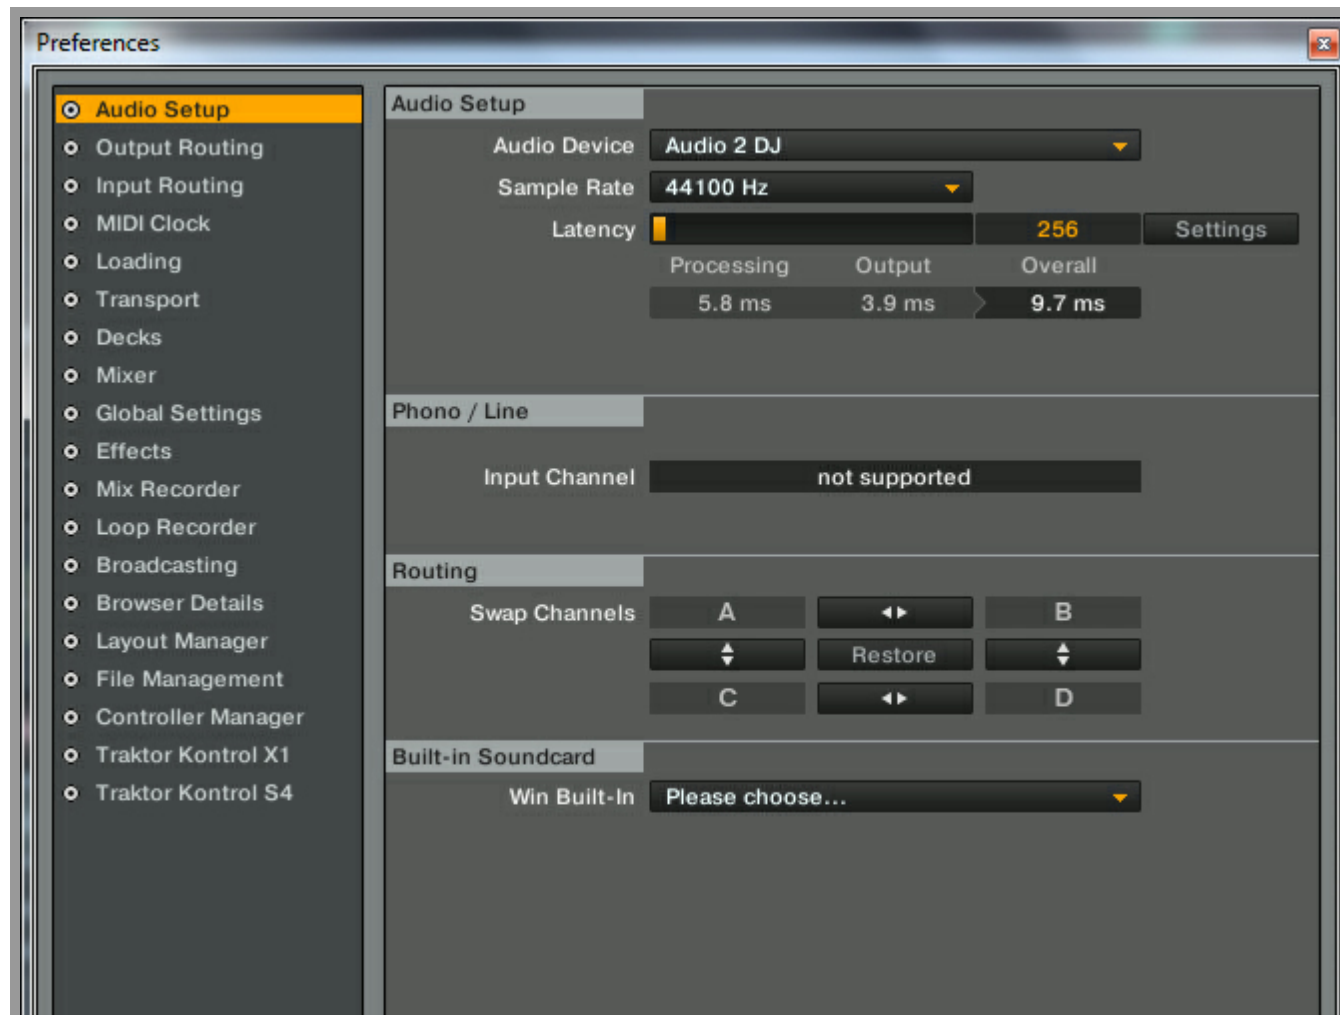 Preferences
Audio Setup
Output Routing
Input Routing
MIDI Clock
Loading
Transport
Decks
Mixer
Global Settings
Effects
Mix Recorder
Loop Recorder
Broadcasting
Browser Details
Layout Manager
File Management
Controller Manager
Traktor Kontrol X1
Traktor Kontrol S4
Audio Setup
Audio Device Audio 2 DJ
Sample Rate 44100 Hz
Latency 256 Settings
Processing Output Overall
5.8 ms 3.9 ms 9.7 ms
Phono / Line
Input Channel not supported
Routing
Swap Channels A B
Restore
C D
Built-in Soundcard
Win Built-In Please choose...